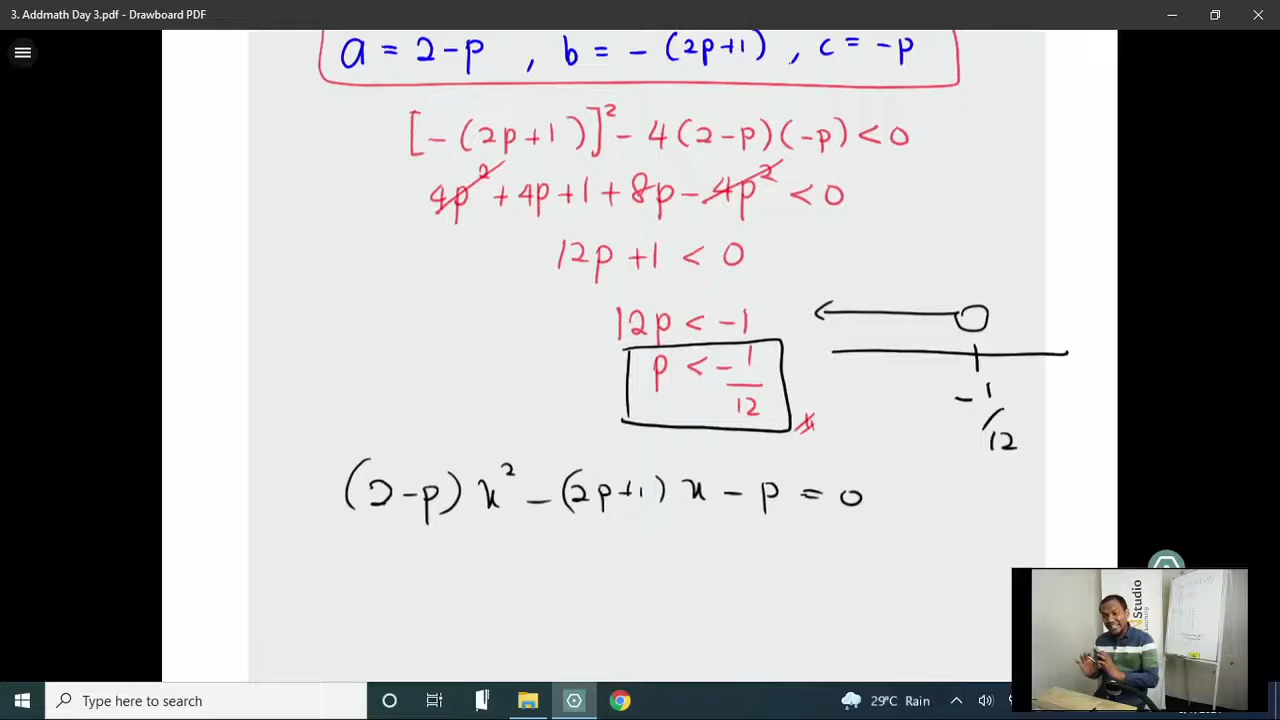 3. Addmath Day 3.pdf - Drawboard PDF
a = 2-p , b = - (2p+1) , c = -p
[-(2p+1)]² - 4(2-p)(-p) < 0
4p² + 4p + 1 + 8p - 4p² < 0
12p + 1 < 0
12p < -1
p < - 1/12
- 1/12
(2-p) x² - (2p+1) x - p = 0
Studio
Type here to search
29°C Rain